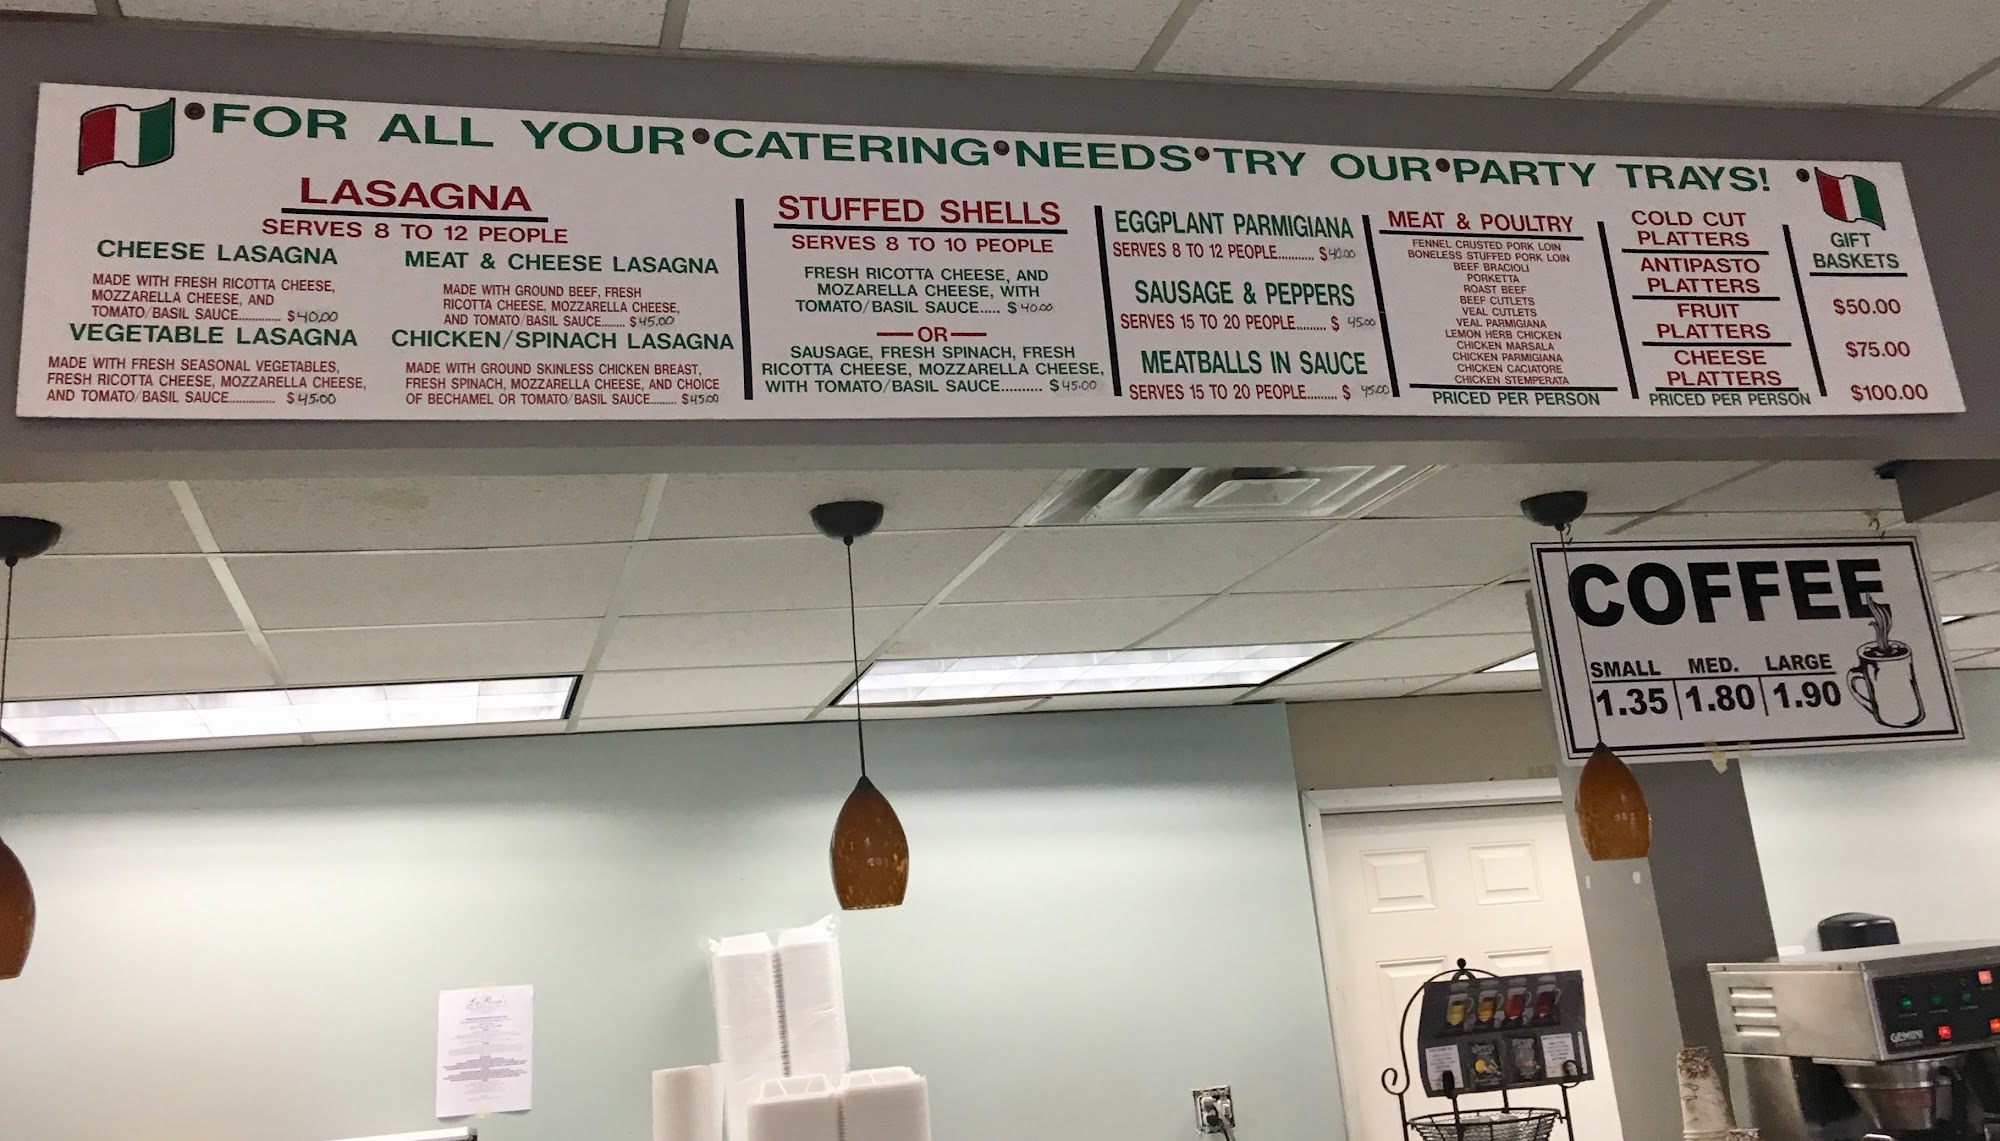 FOR ALL YOUR CATERING NEEDS TRY OUR PARTY TRAYS!
LASAGNA
SERVES 8 TO 12 PEOPLE
CHEESE LASAGNA
MADE WITH FRESH RICOTTA CHEESE,
MOZZARELLA CHEESE, AND
TOMATO/BASIL SAUCE............. $40.00
VEGETABLE LASAGNA
MADE WITH FRESH SEASONAL VEGETABLES,
FRESH RICOTTA CHEESE, MOZZARELLA CHEESE,
AND TOMATO/BASIL SAUCE.............. $45.00
MEAT & CHEESE LASAGNA
MADE WITH GROUND BEEF, FRESH
RICOTTA CHEESE, MOZZARELLA CHEESE,
AND TOMATO/BASIL SAUCE....... $45.00
CHICKEN/SPINACH LASAGNA
MADE WITH GROUND SKINLESS CHICKEN BREAST,
FRESH SPINACH, MOZZARELLA CHEESE, AND CHOICE
OF BECHAMEL OR TOMATO/BASIL SAUCE........ $45.00
STUFFED SHELLS
SERVES 8 TO 10 PEOPLE
FRESH RICOTTA CHEESE, AND
MOZARELLA CHEESE, WITH
TOMATO/BASIL SAUCE..... $40.00
—OR—
SAUSAGE, FRESH SPINACH, FRESH
RICOTTA CHEESE, MOZZARELLA CHEESE,
WITH TOMATO/BASIL SAUCE.......... $45.00
EGGPLANT PARMIGIANA
SERVES 8 TO 12 PEOPLE........... $40.00
SAUSAGE & PEPPERS
SERVES 15 TO 20 PEOPLE......... $ 45.00
MEATBALLS IN SAUCE
SERVES 15 TO 20 PEOPLE......... $ 45.00
MEAT & POULTRY
FENNEL CRUSTED PORK LOIN
BONELESS STUFFED PORK LOIN
BEEF BRACIOLI
PORKETTA
ROAST BEEF
BEEF CUTLETS
VEAL CUTLETS
VEAL PARMIGIANA
LEMON HERB CHICKEN
CHICKEN MARSALA
CHICKEN PARMIGIANA
CHICKEN CACIATORE
CHICKEN STEMPERATA
PRICED PER PERSON
COLD CUT
PLATTERS
ANTIPASTO
PLATTERS
FRUIT
PLATTERS
CHEESE
PLATTERS
PRICED PER PERSON
GIFT
BASKETS
$50.00
$75.00
$100.00
COFFEE
SMALL MED. LARGE
1.35 1.80 1.90
GEMINI